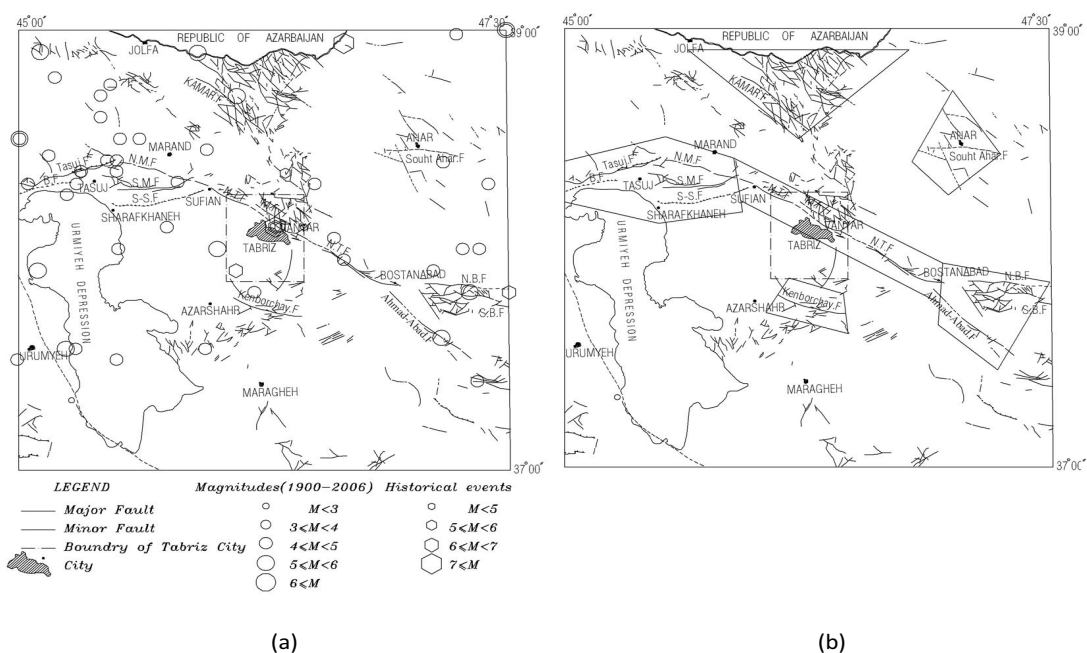 45°00'
47°30'
39°00'
REPUBLIC OF AZARBAIJAN
JOLFA
KAMAR F.
AHAR
Souht Ahar.F
MARAND
Tasuj.F
N.M.F
B.F.
TASUJ
S.M.F
S-S.F
SUFIAN
N.T.F
SHARAFKHANEH
TABRIZ
N.T.F
BOSTANABAD
N.B.F
S.B.F
URMIYEH DEPRESSION
Kenborchay.F
AZARSHAHR
Ahmad-Abad.F
URUMYEH
MARAGHEH
37°00'
LEGEND
Major Fault
Minor Fault
Boundry of Tabriz City
City
Magnitudes(1900-2006)
M<3
3⩽M<4
4⩽M<5
5⩽M<6
6⩽M
Historical events
M<5
5⩽M<6
6⩽M<7
7⩽M
(a)
45°00'
47°30'
39°00'
REPUBLIC OF AZARBAIJAN
JOLFA
KAMAR F.
AHAR
Souht Ahar.F
MARAND
Tasuj.F
N.M.F
B.F.
TASUJ
S.M.F
S-S.F
SUFIAN
N.T.F
SHARAFKHANEH
TABRIZ
N.T.F
BOSTANABAD
N.B.F
S.B.F
URMIYEH DEPRESSION
Kenborchay.F
AZARSHAHR
Ahmad-Abad.F
URUMYEH
MARAGHEH
37°00'
(b)